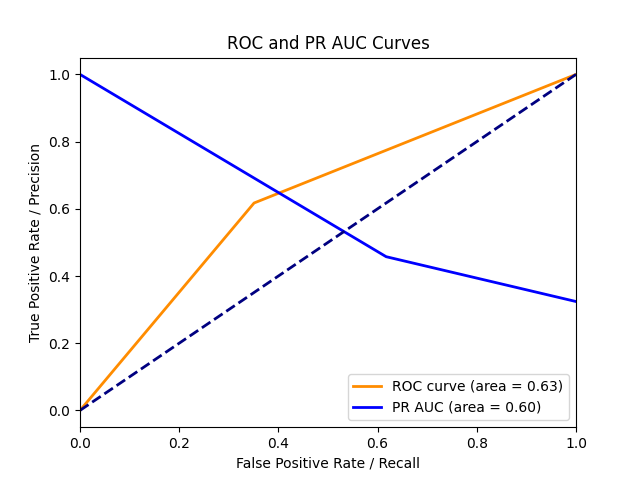 ROC and PR AUC Curves
True Positive Rate / Precision
1.0
0.8
0.6
0.4
0.2
0.0
ROC curve (area = 0.63)
PR AUC (area = 0.60)
0.0 0.2 0.4 0.6 0.8 1.0
False Positive Rate / Recall